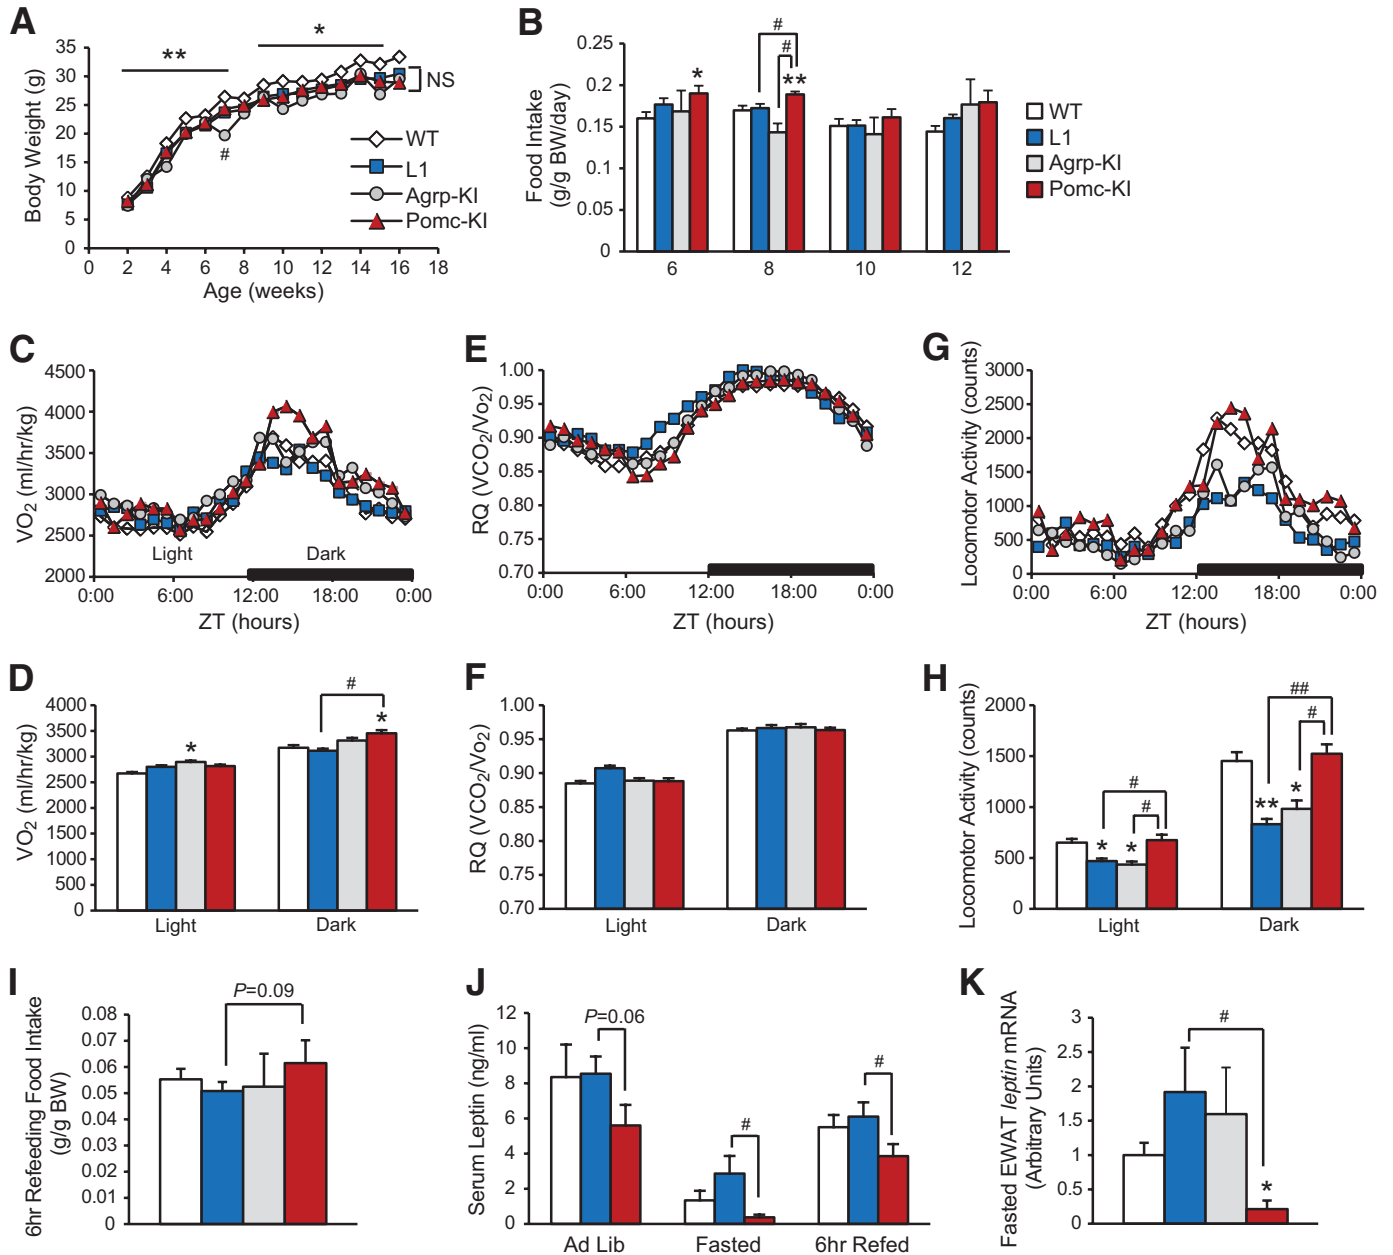 A
Body Weight (g)
35
30
25
20
15
10
5
0
**
*
NS
#
WT
L1
Agrp-KI
Pomc-KI
0 2 4 6 8 10 12 14 16 18
Age (weeks)
B
Food Intake
(g/g BW/day)
0.25
0.2
0.15
0.1
0.05
0
*
#
#
**
6 8 10 12
WT
L1
Agrp-KI
Pomc-KI
C
VO2 (ml/hr/kg)
4500
4000
3500
3000
2500
2000
Light Dark
0:00 6:00 12:00 18:00 0:00
ZT (hours)
E
RQ (VCO2/Vo2)
1.00
0.95
0.90
0.85
0.80
0.75
0.70
0:00 6:00 12:00 18:00 0:00
ZT (hours)
G
Locomotor Activity (counts)
3000
2500
2000
1500
1000
500
0
0:00 6:00 12:00 18:00 0:00
ZT (hours)
D
VO2 (ml/hr/kg)
4000
3500
3000
2500
2000
1500
1000
500
0
*
#
*
Light Dark
F
RQ (VCO2/Vo2)
1.00
0.95
0.90
0.85
0.80
0.75
0.70
Light Dark
H
Locomotor Activity (counts)
2000
1500
1000
500
0
#
#
* *
##
#
** *
Light Dark
I
6hr Refeeding Food Intake
(g/g BW)
0.08
0.07
0.06
0.05
0.04
0.03
0.02
0.01
0
P=0.09
J
Serum Leptin (ng/ml)
12
10
8
6
4
2
0
P=0.06
#
#
Ad Lib Fasted 6hr Refed
K
Fasted EWAT leptin mRNA
(Arbitrary Units)
3
2.5
2
1.5
1
0.5
0
#
*